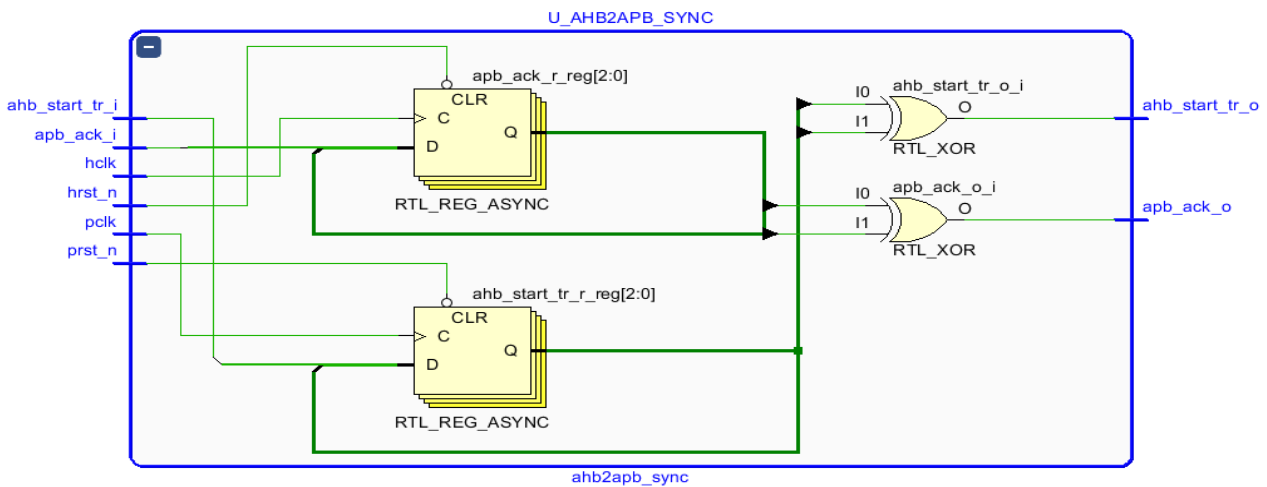 U_AHB2APB_SYNC
ahb_start_tr_i
apb_ack_i
hclk
hrst_n
pclk
prst_n
apb_ack_r_reg[2:0]
CLR
C
Q
D
RTL_REG_ASYNC
ahb_start_tr_r_reg[2:0]
CLR
C
Q
D
RTL_REG_ASYNC
ahb_start_tr_o_i
I0
O
I1
RTL_XOR
apb_ack_o_i
I0
O
I1
RTL_XOR
ahb_start_tr_o
apb_ack_o
ahb2apb_sync